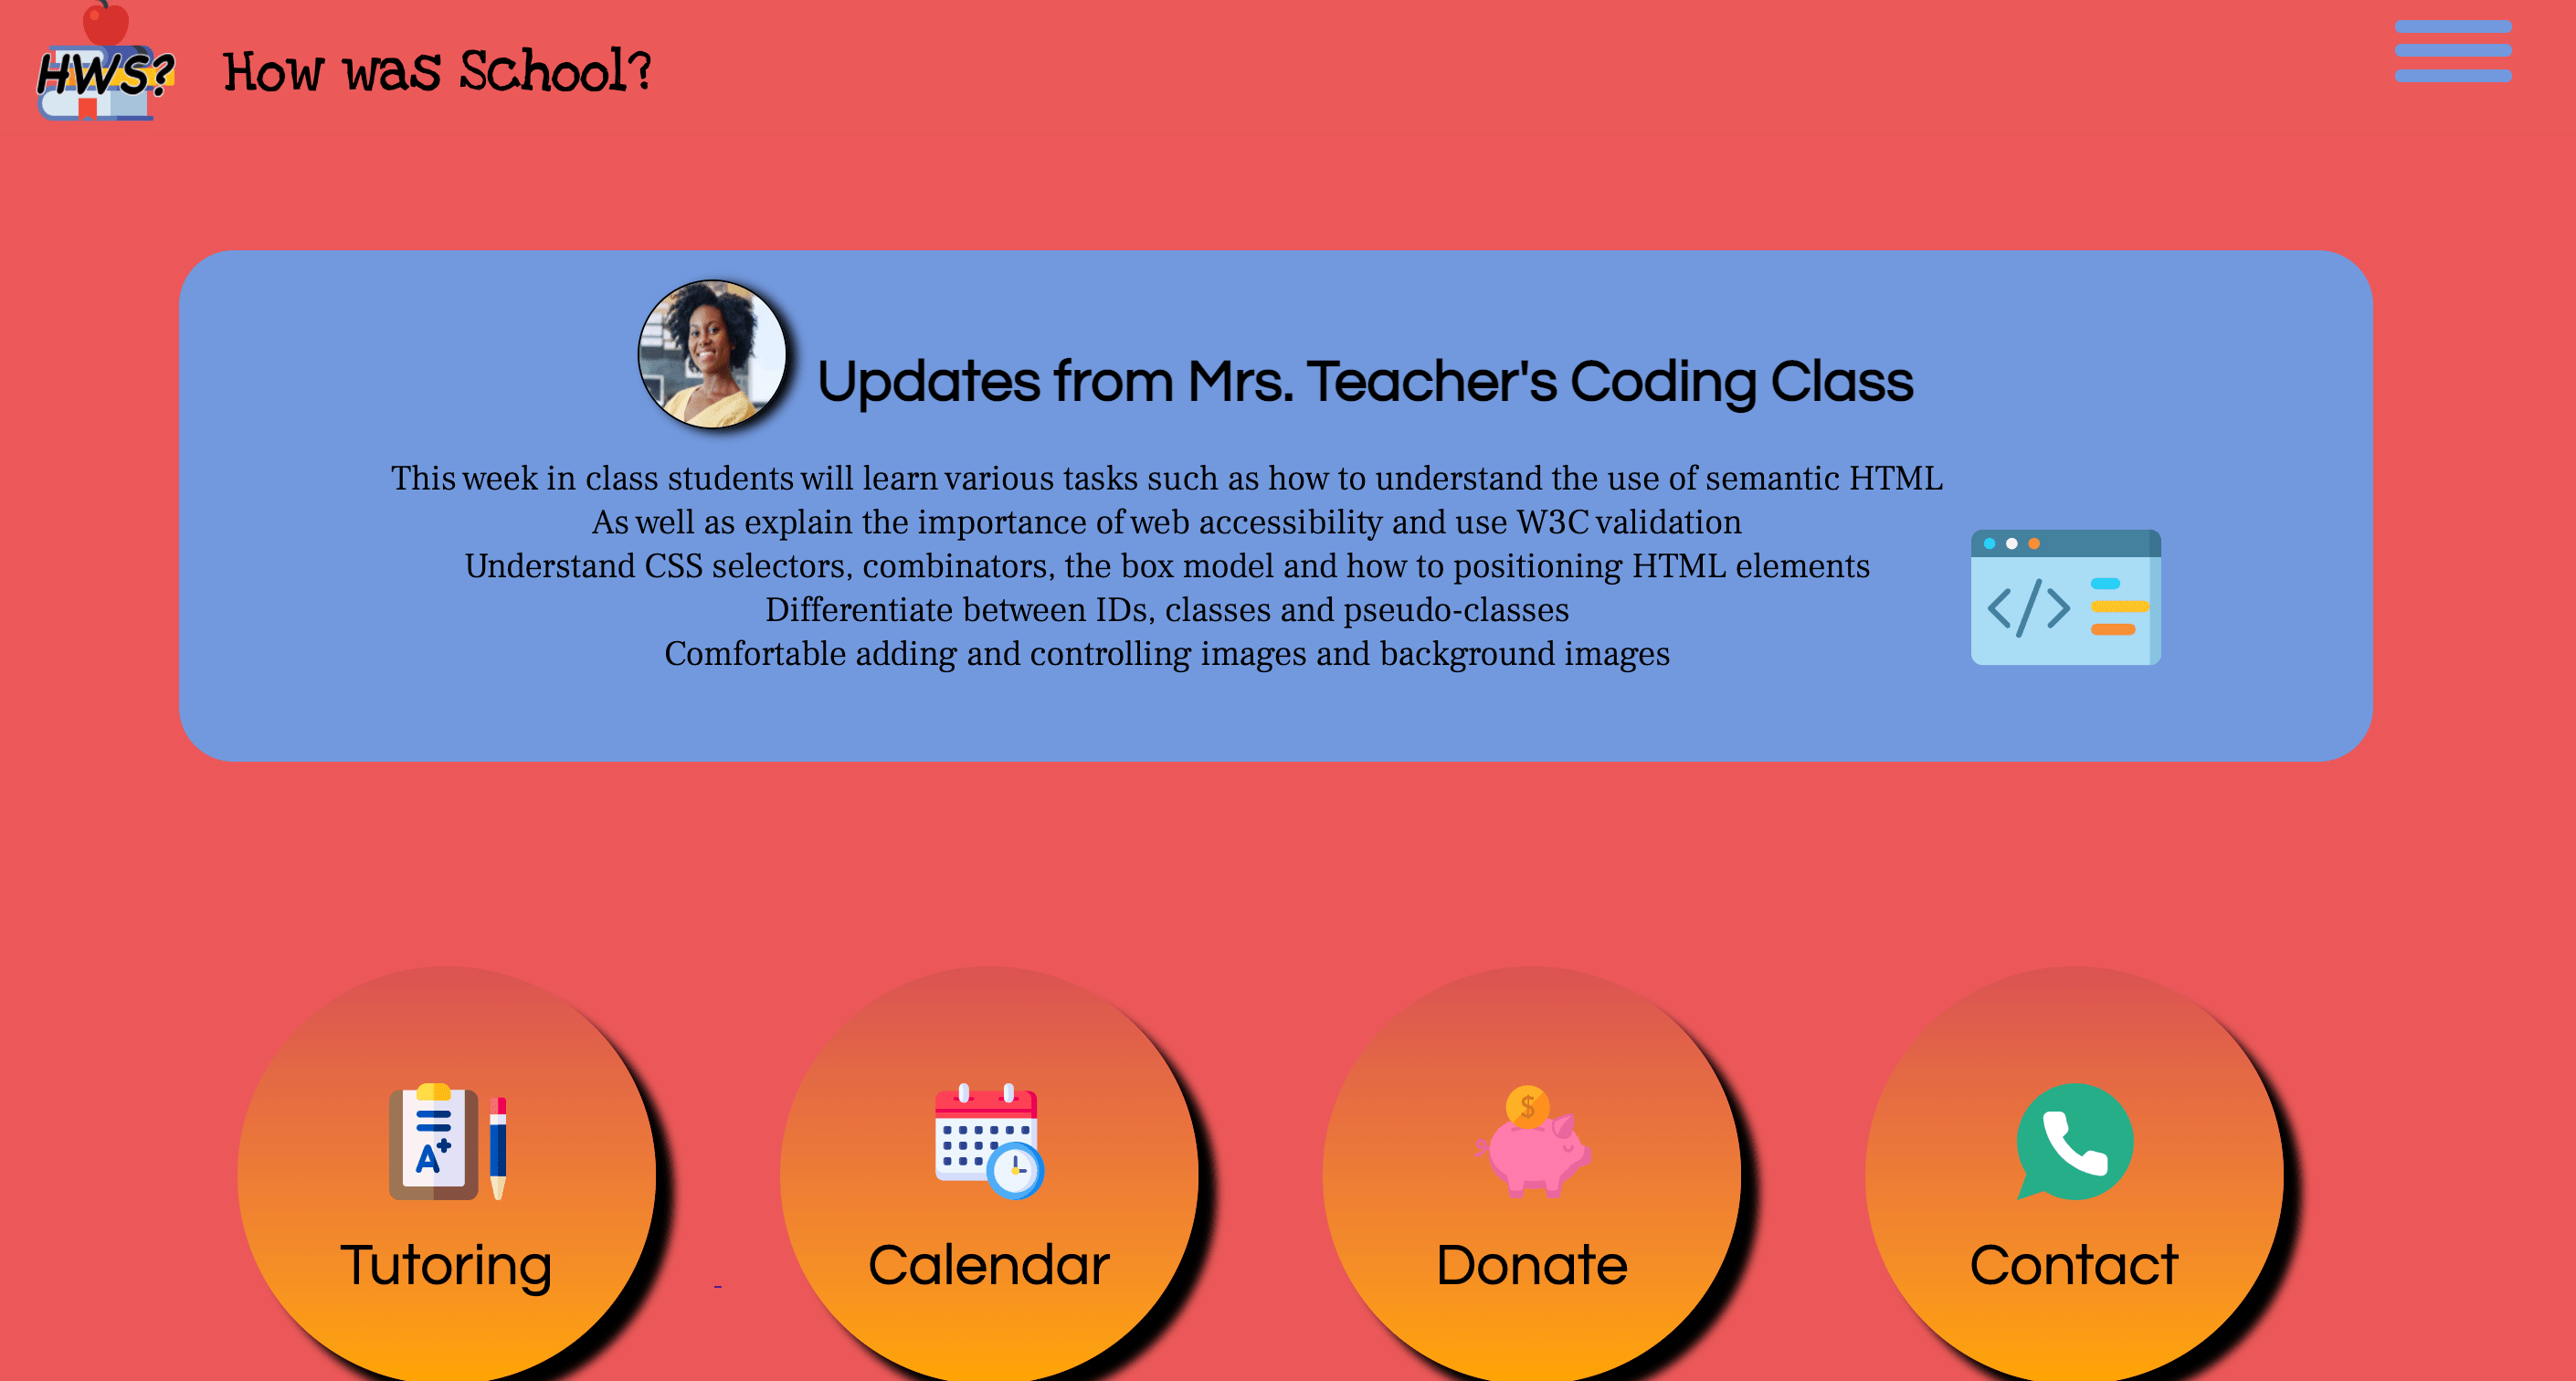 HWS?
How was School?
Updates from Mrs. Teacher's Coding Class
This week in class students will learn various tasks such as how to understand the use of semantic HTML
As well as explain the importance of web accessibility and use W3C validation
Understand CSS selectors, combinators, the box model and how to positioning HTML elements
Differentiate between IDs, classes and pseudo-classes
Comfortable adding and controlling images and background images
</>
A+
$
Tutoring
Calendar
Donate
Contact